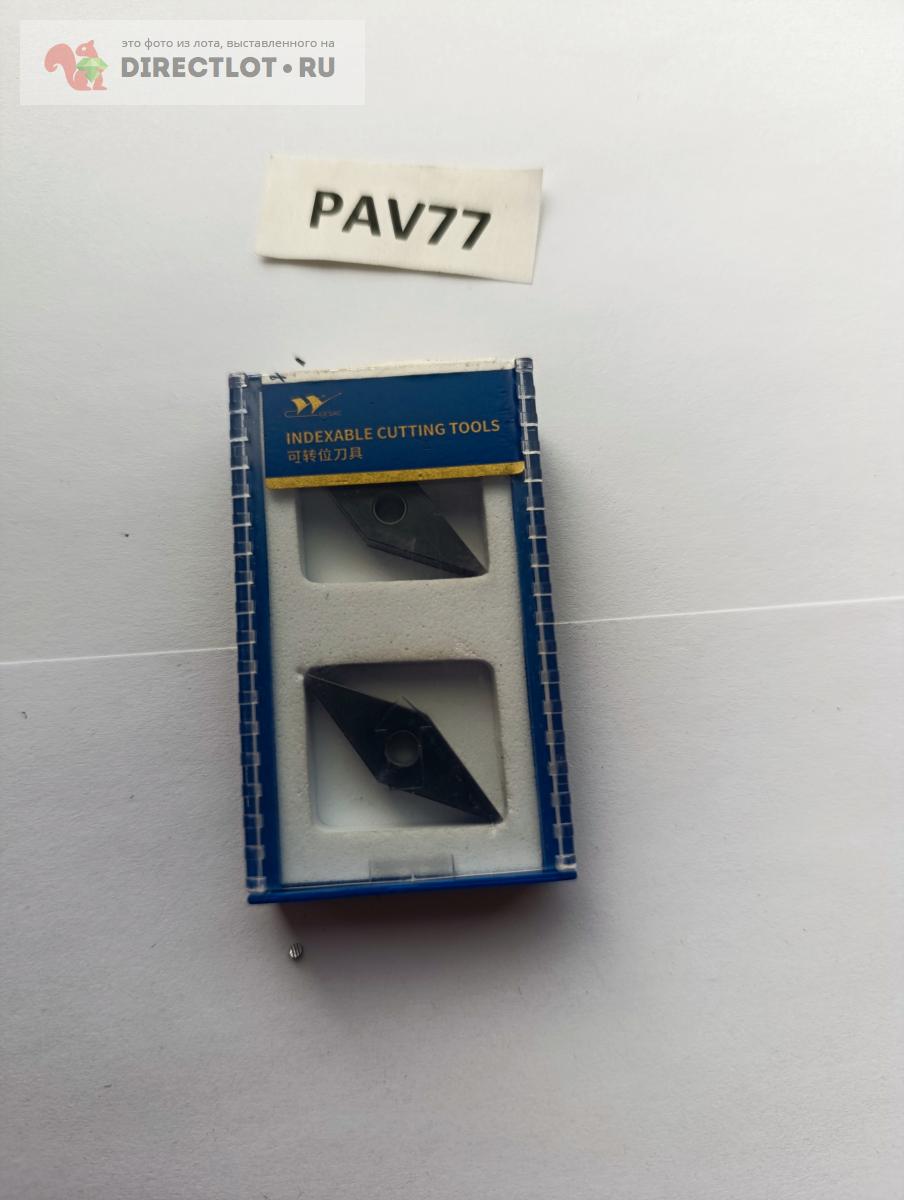 это фото из лота, выставленного на
DIRECTLOT•RU
PAV77
INDEXABLE CUTTING TOOLS
可转位刀具